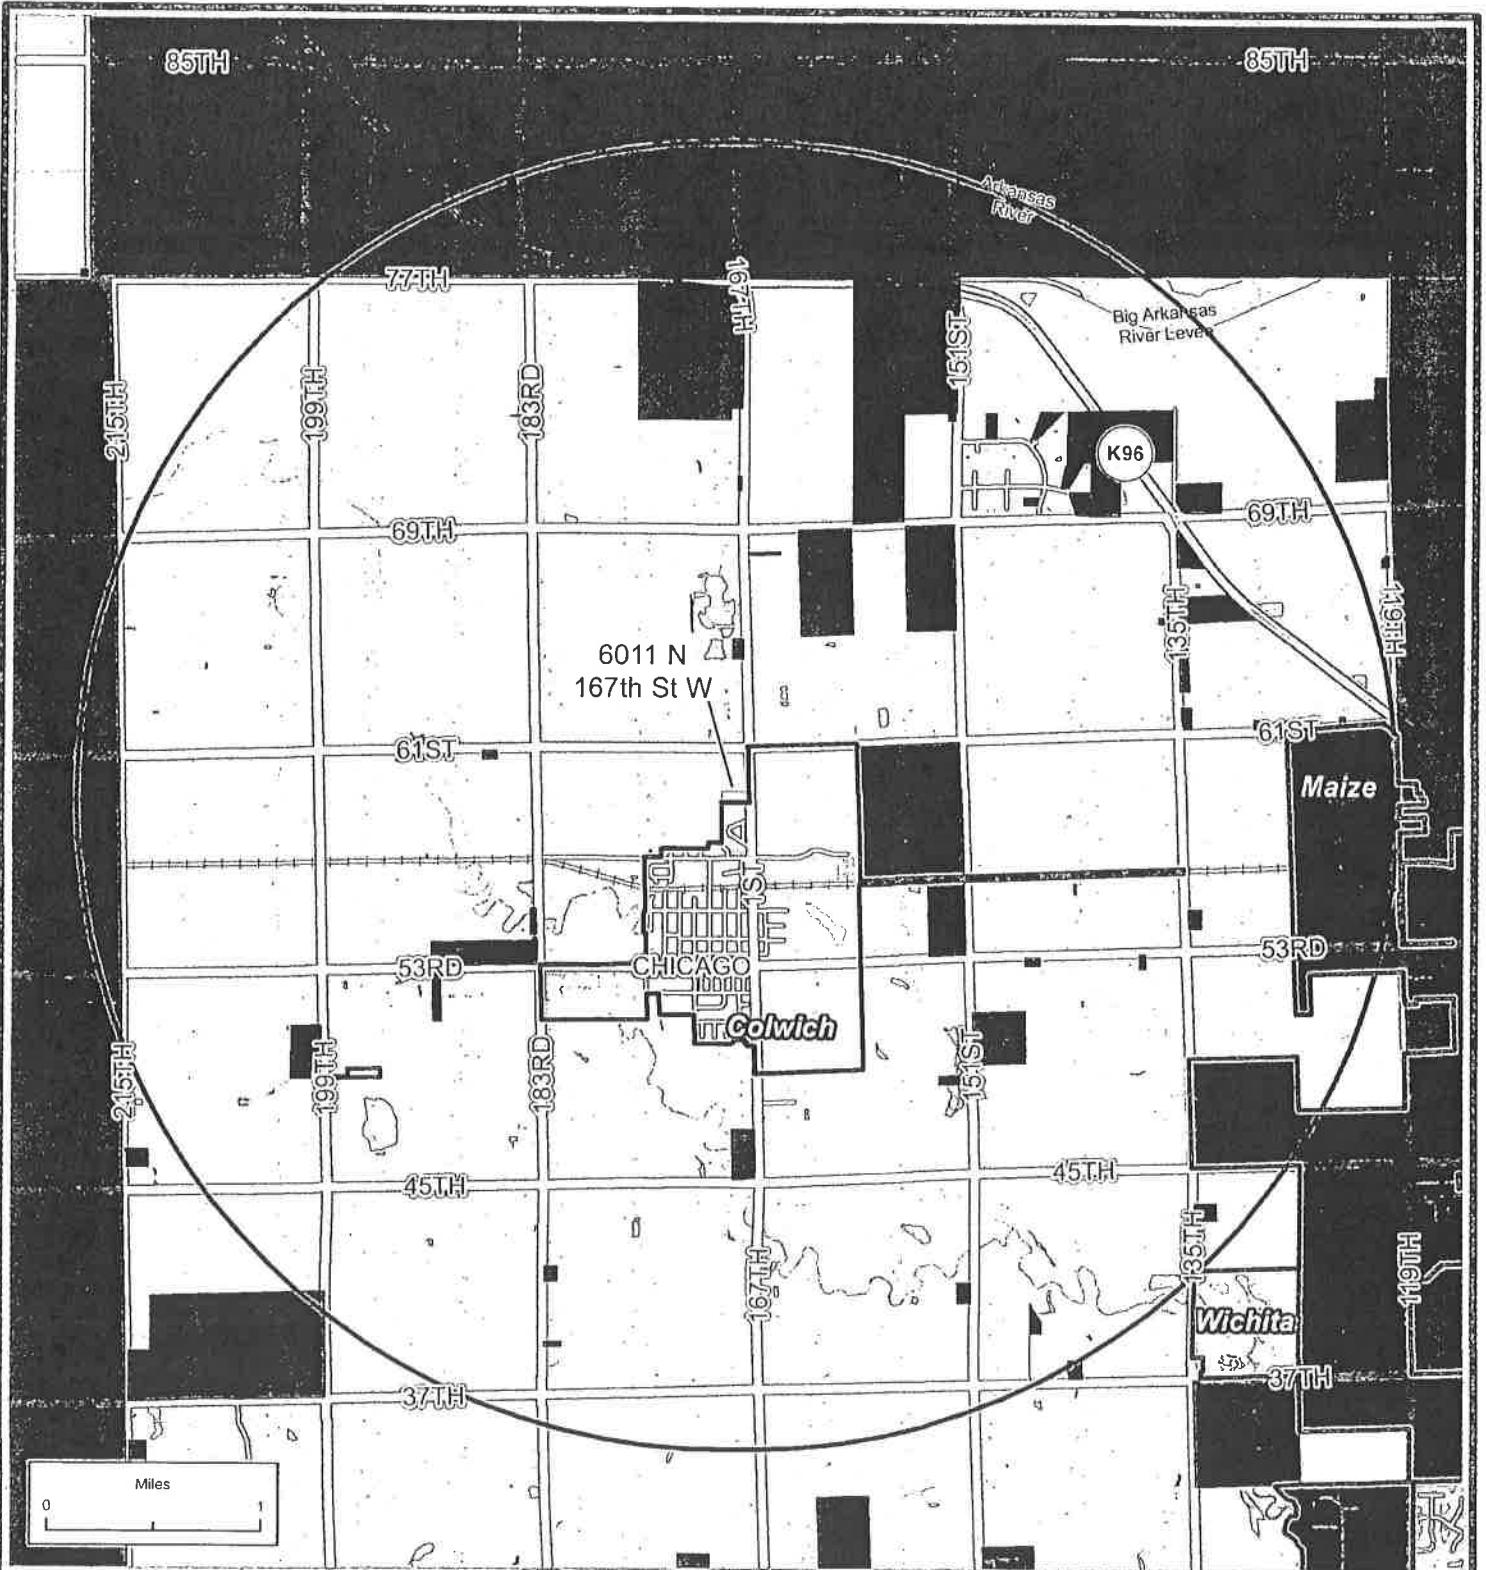 85TH
85TH
Arkansas
River
77TH
167TH
Big Arkansas
River Levee
151ST
215TH
199TH
183RD
K96
69TH
69TH
119TH
135TH
6011 N
167th St W
61ST
61ST
Maize
1ST
53RD
CHICAGO
53RD
Colwich
215TH
199TH
183RD
151ST
45TH
45TH
167TH
135TH
119TH
Wichita
37TH
37TH
Miles
0
1